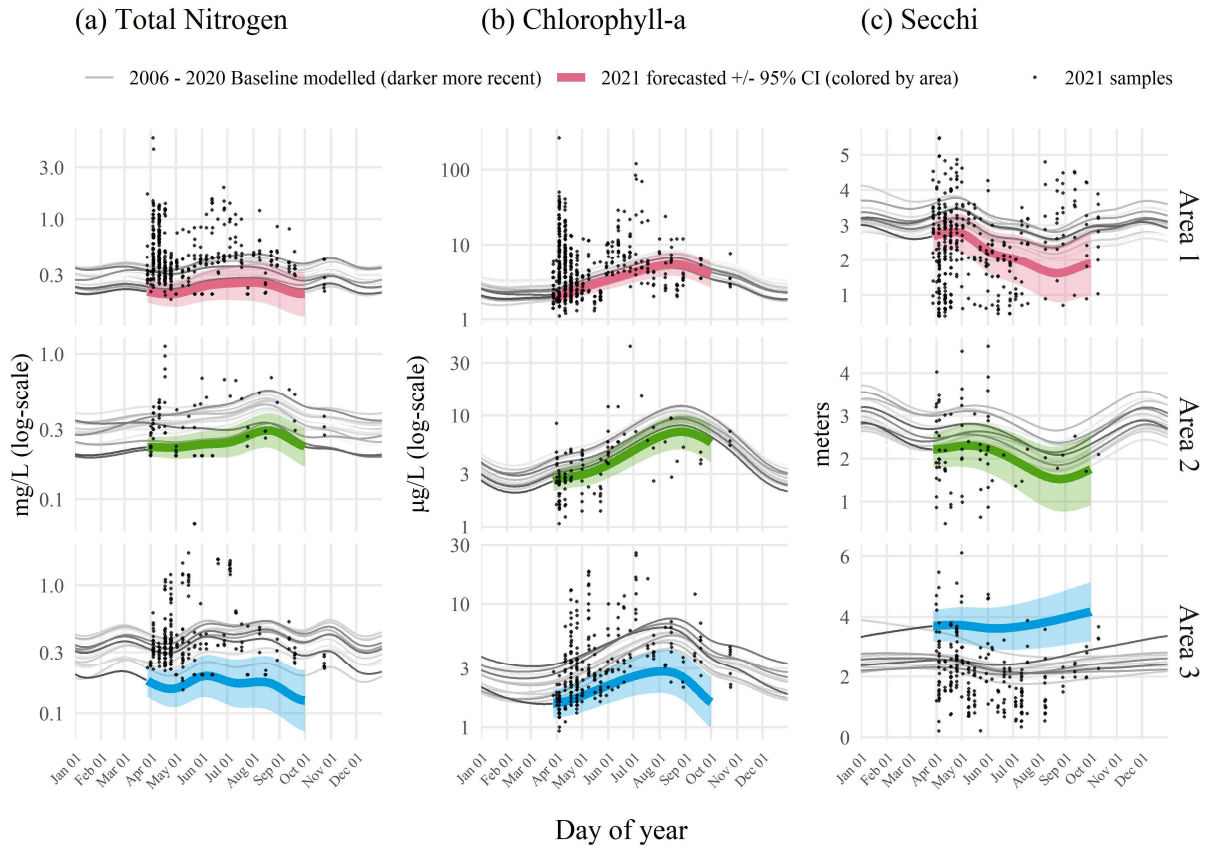 (a) Total Nitrogen (b) Chlorophyll-a (c) Secchi
2006 - 2020 Baseline modelled (darker more recent) 2021 forecasted +/- 95% CI (colored by area) 2021 samples
3.0
1.0
0.3
100
10
1
5
4
3
2
1
Area 1
mg/L (log-scale)
1.0
0.3
0.1
µg/L (log-scale)
30
10
3
1
meters
4
3
2
1
Area 2
1.0
0.3
0.1
30
10
3
1
6
4
2
0
Area 3
Jan 01 Feb 01 Mar 01 Apr 01 May 01 Jun 01 Jul 01 Aug 01 Sep 01 Oct 01 Nov 01 Dec 01
Jan 01 Feb 01 Mar 01 Apr 01 May 01 Jun 01 Jul 01 Aug 01 Sep 01 Oct 01 Nov 01 Dec 01
Jan 01 Feb 01 Mar 01 Apr 01 May 01 Jun 01 Jul 01 Aug 01 Sep 01 Oct 01 Nov 01 Dec 01
Day of year